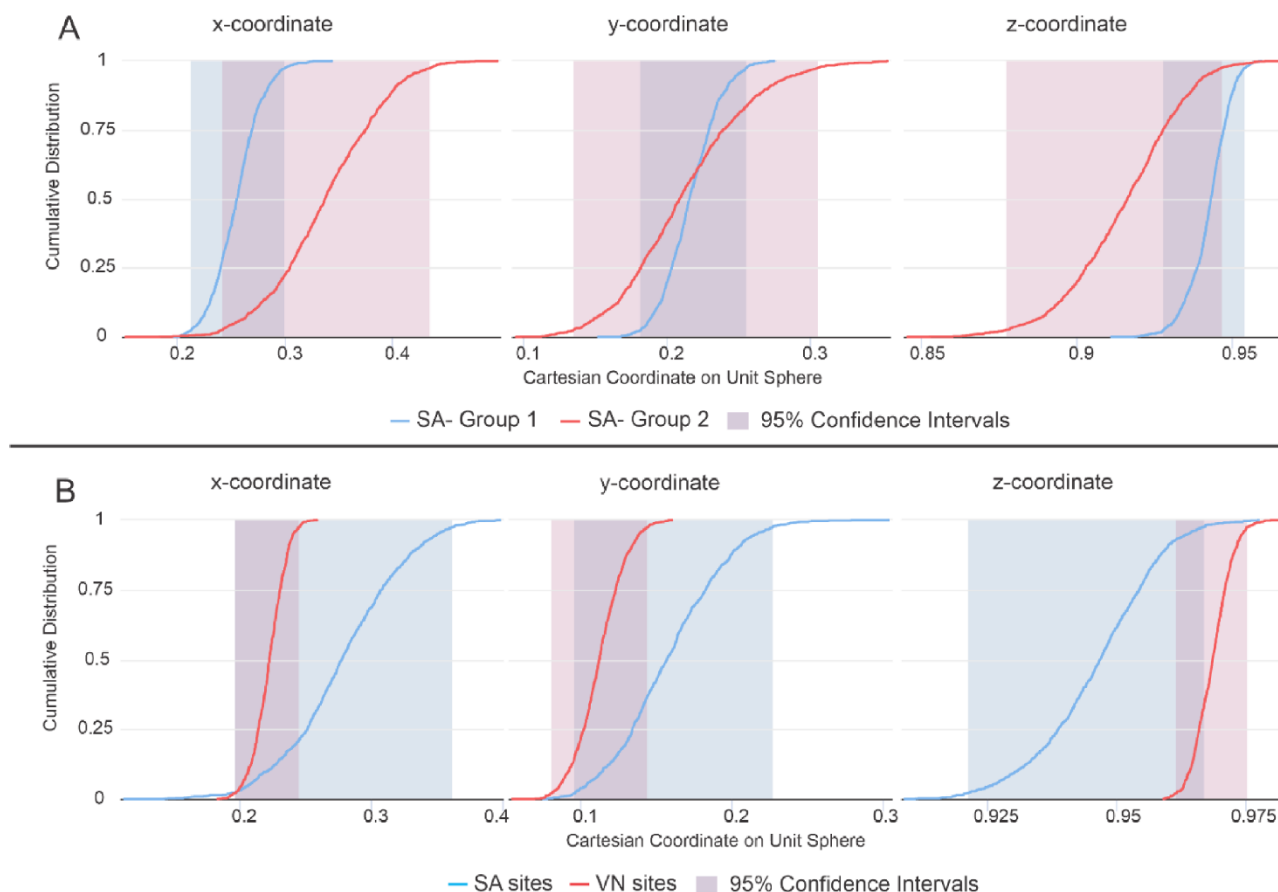 A
x-coordinate
y-coordinate
z-coordinate
Cumulative Distribution
1
0.75
0.5
0.25
0
0.2 0.3 0.4
0.1 0.2 0.3
0.85 0.9 0.95
Cartesian Coordinate on Unit Sphere
SA- Group 1 SA- Group 2 95% Confidence Intervals
B
x-coordinate
y-coordinate
z-coordinate
Cumulative Distribution
1
0.75
0.5
0.25
0
0.2 0.3 0.4
0.1 0.2 0.3
0.925 0.95 0.975
Cartesian Coordinate on Unit Sphere
SA sites VN sites 95% Confidence Intervals